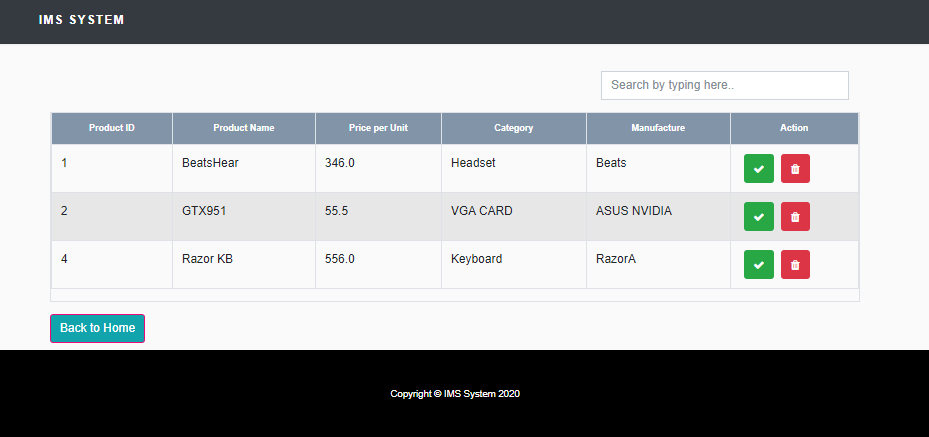 IMS SYSTEM
Search by typing here..
Product ID Product Name Price per Unit Category Manufacture Action
1 BeatsHear 346.0 Headset Beats
2 GTX951 55.5 VGA CARD ASUS NVIDIA
4 Razor KB 556.0 Keyboard RazorA
Back to Home
Copyright © IMS System 2020